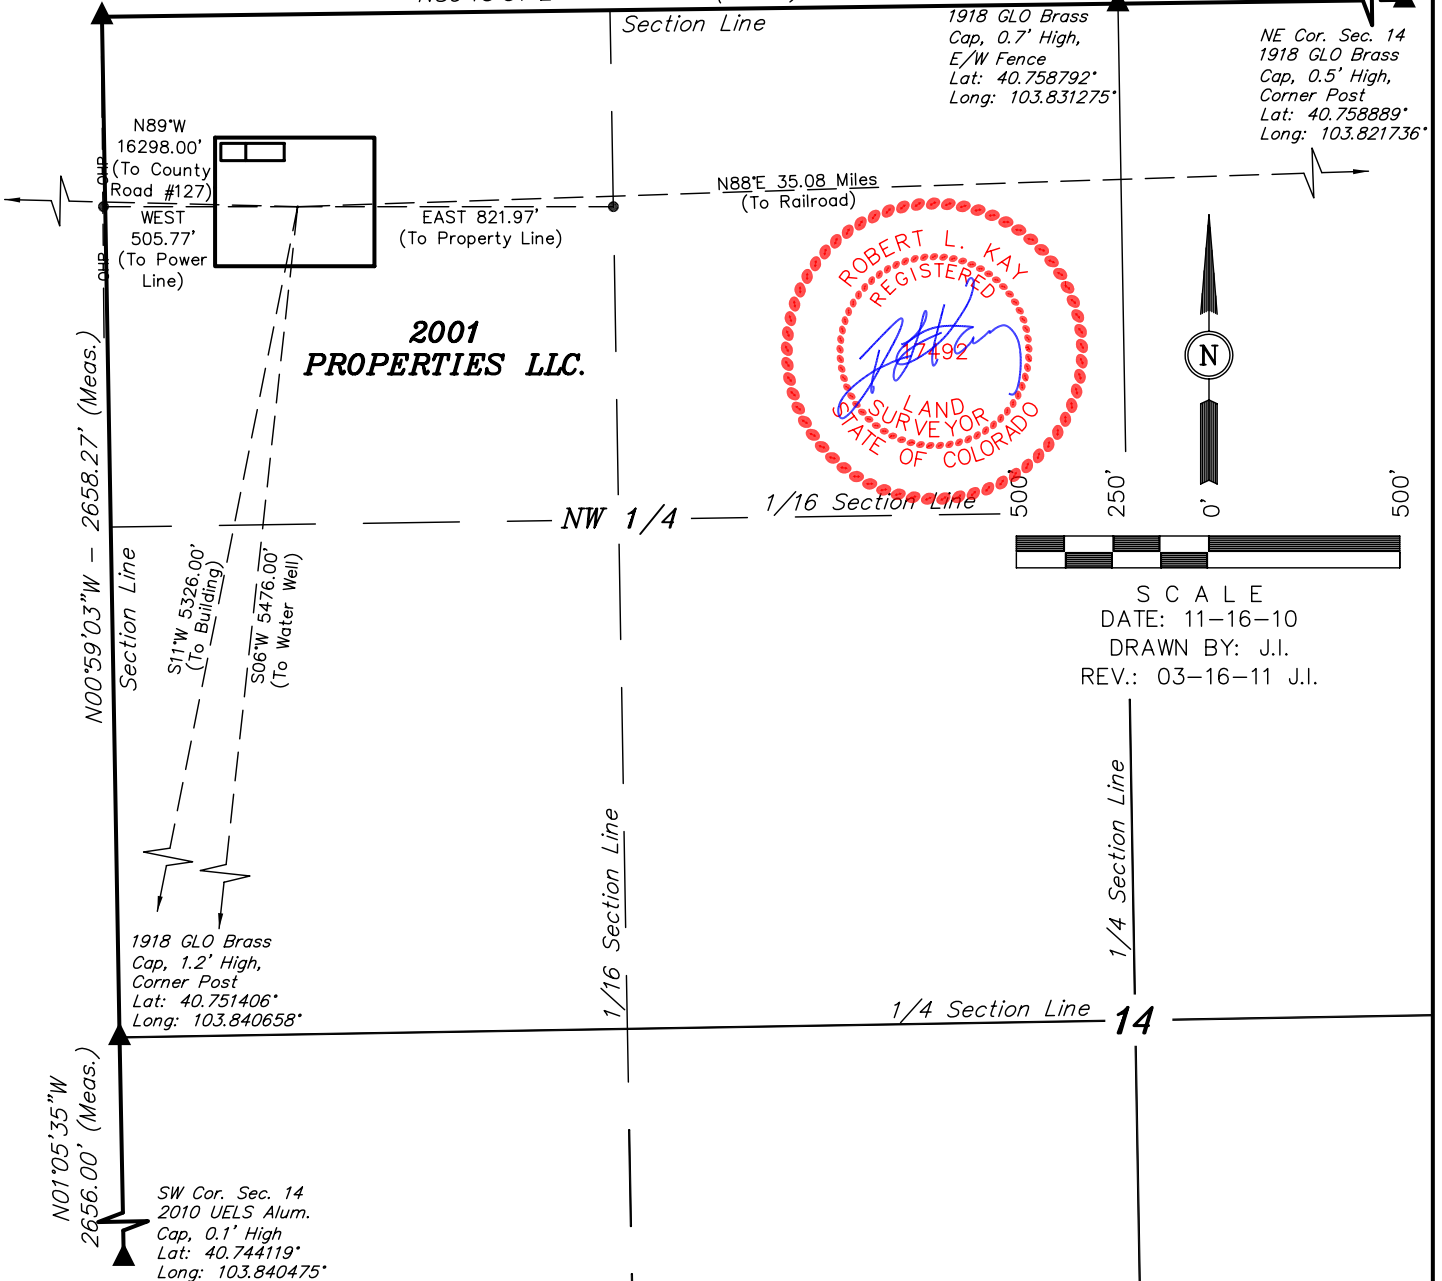 Section Line
1918 GLO Brass
Cap, 0.7' High,
E/W Fence
Lat: 40.758792°
Long: 103.831275°
NE Cor. Sec. 14
1918 GLO Brass
Cap, 0.5' High,
Corner Post
Lat: 40.758889°
Long: 103.821736°
N89°W
16298.00'
(To County
Road #127)
OHP
WEST
505.77'
(To Power
Line)
OHP
EAST 821.97'
(To Property Line)
N88°E 35.08 Miles
(To Railroad)
2001
PROPERTIES LLC.
ROBERT L. KAY
REGISTERED
17492
LAND
SURVEYOR
STATE OF COLORADO
N
N00°59'03"W - 2658.27' (Meas.)
Section Line
NW 1/4
1/16 Section Line
500'
250'
0'
500'
SCALE
DATE: 11-16-10
DRAWN BY: J.I.
REV.: 03-16-11 J.I.
S11°W 5326.00'
(To Building)
S06°W 5476.00'
(To Water Well)
1/16 Section Line
1/4 Section Line
1918 GLO Brass
Cap, 1.2' High,
Corner Post
Lat: 40.751406°
Long: 103.840658°
1/4 Section Line
14
N01°05'35"W
2656.00' (Meas.)
SW Cor. Sec. 14
2010 UELS Alum.
Cap, 0.1' High
Lat: 40.744119°
Long: 103.840475°